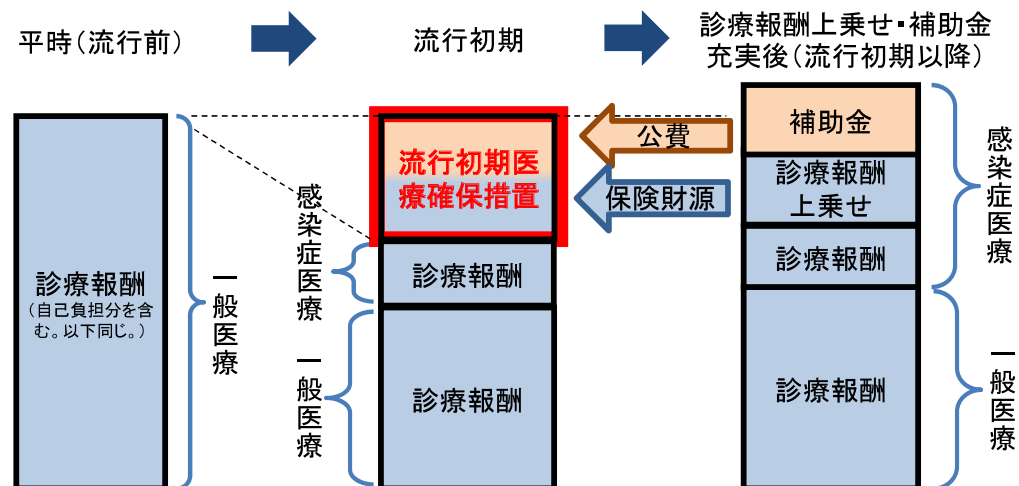 平時（流行前）
流行初期
診療報酬上乗せ・補助金
充実後（流行初期以降）
診療報酬
（自己負担分を含
む。以下同じ。）
一般医療
流行初期医
療確保措置
感染症医療
診療報酬
一般医療
診療報酬
公費
保険財源
補助金
診療報酬
上乗せ
診療報酬
感染症医療
診療報酬
一般医療